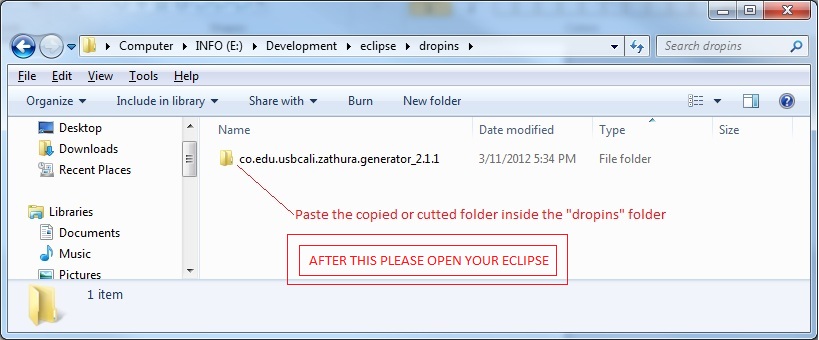 Computer ▸ INFO (E:) ▸ Development ▸ eclipse ▸ dropins ▸
Search dropins
File Edit View Tools Help
Organize Include in library Share with Burn New folder
Desktop
Downloads
Recent Places
Libraries
Documents
Music
Pictures
Name Date modified Type Size
co.edu.usbcali.zathura.generator_2.1.1 3/11/2012 5:34 PM File folder
Paste the copied or cutted folder inside the "dropins" folder
AFTER THIS PLEASE OPEN YOUR ECLIPSE
1 item